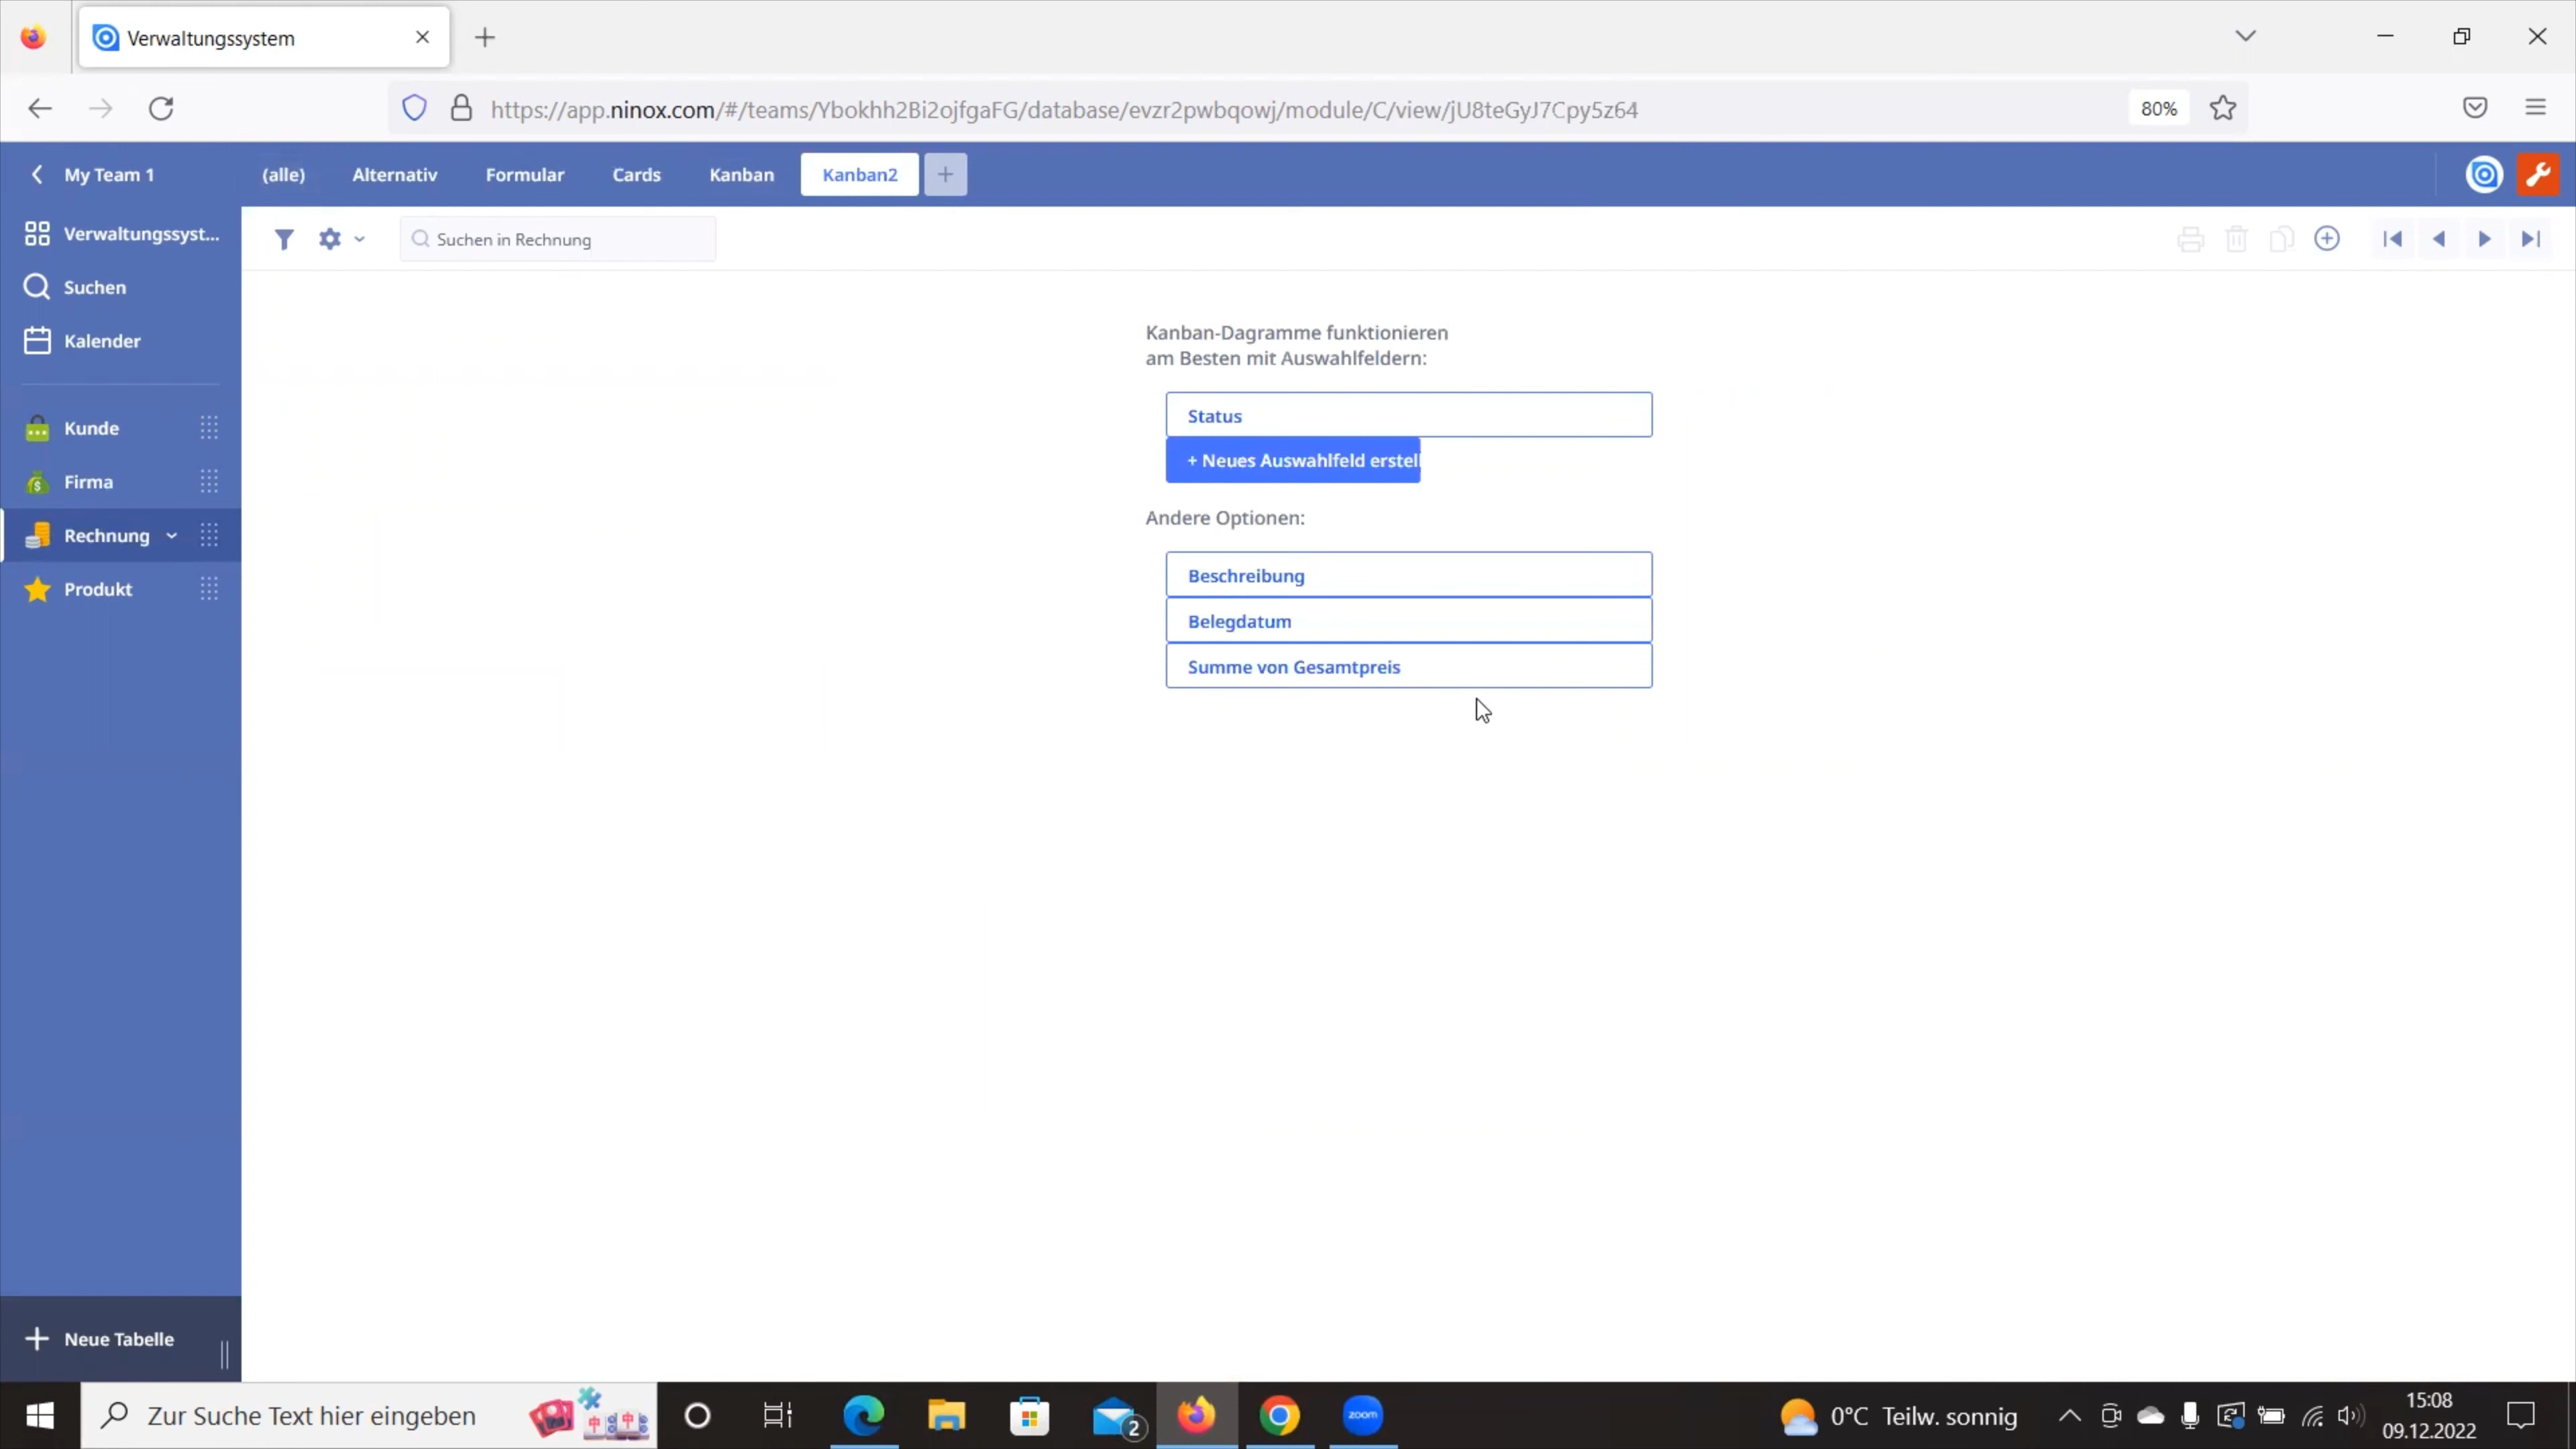 Verwaltungssystem
https://app.ninox.com/#/teams/Ybokhh2Bi2ojfgaFG/database/evzr2pwbqowj/module/C/view/jU8teGyJ7Cpy5z64
80%
My Team 1
(alle)
Alternativ
Formular
Cards
Kanban
Kanban2
Verwaltungssyst...
Suchen in Rechnung
Suchen
Kalender
Kunde
Firma
Rechnung
Produkt
Kanban-Dagramme funktionieren
am Besten mit Auswahlfeldern:
Status
+ Neues Auswahlfeld erstell
Andere Optionen:
Beschreibung
Belegdatum
Summe von Gesamtpreis
Neue Tabelle
Zur Suche Text hier eingeben
2
zoom
0°C Teilw. sonnig
15:08
09.12.2022